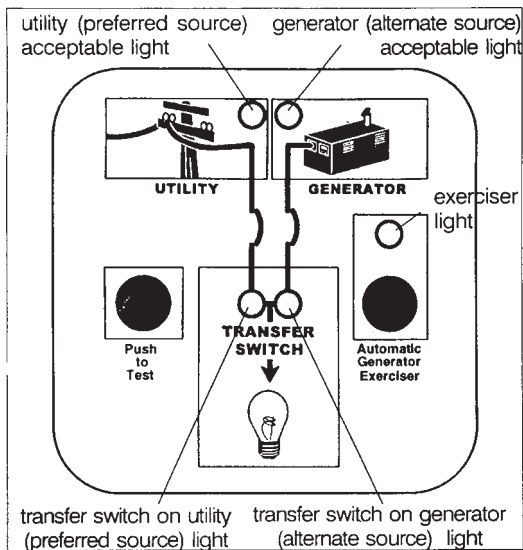 utility (preferred source)
acceptable light
generator (alternate source)
acceptable light
UTILITY
GENERATOR
exerciser
light
TRANSFER
SWITCH
Push
to
Test
Automatic
Generator
Exerciser
transfer switch on utility
(preferred source) light
transfer switch on generator
(alternate source) light